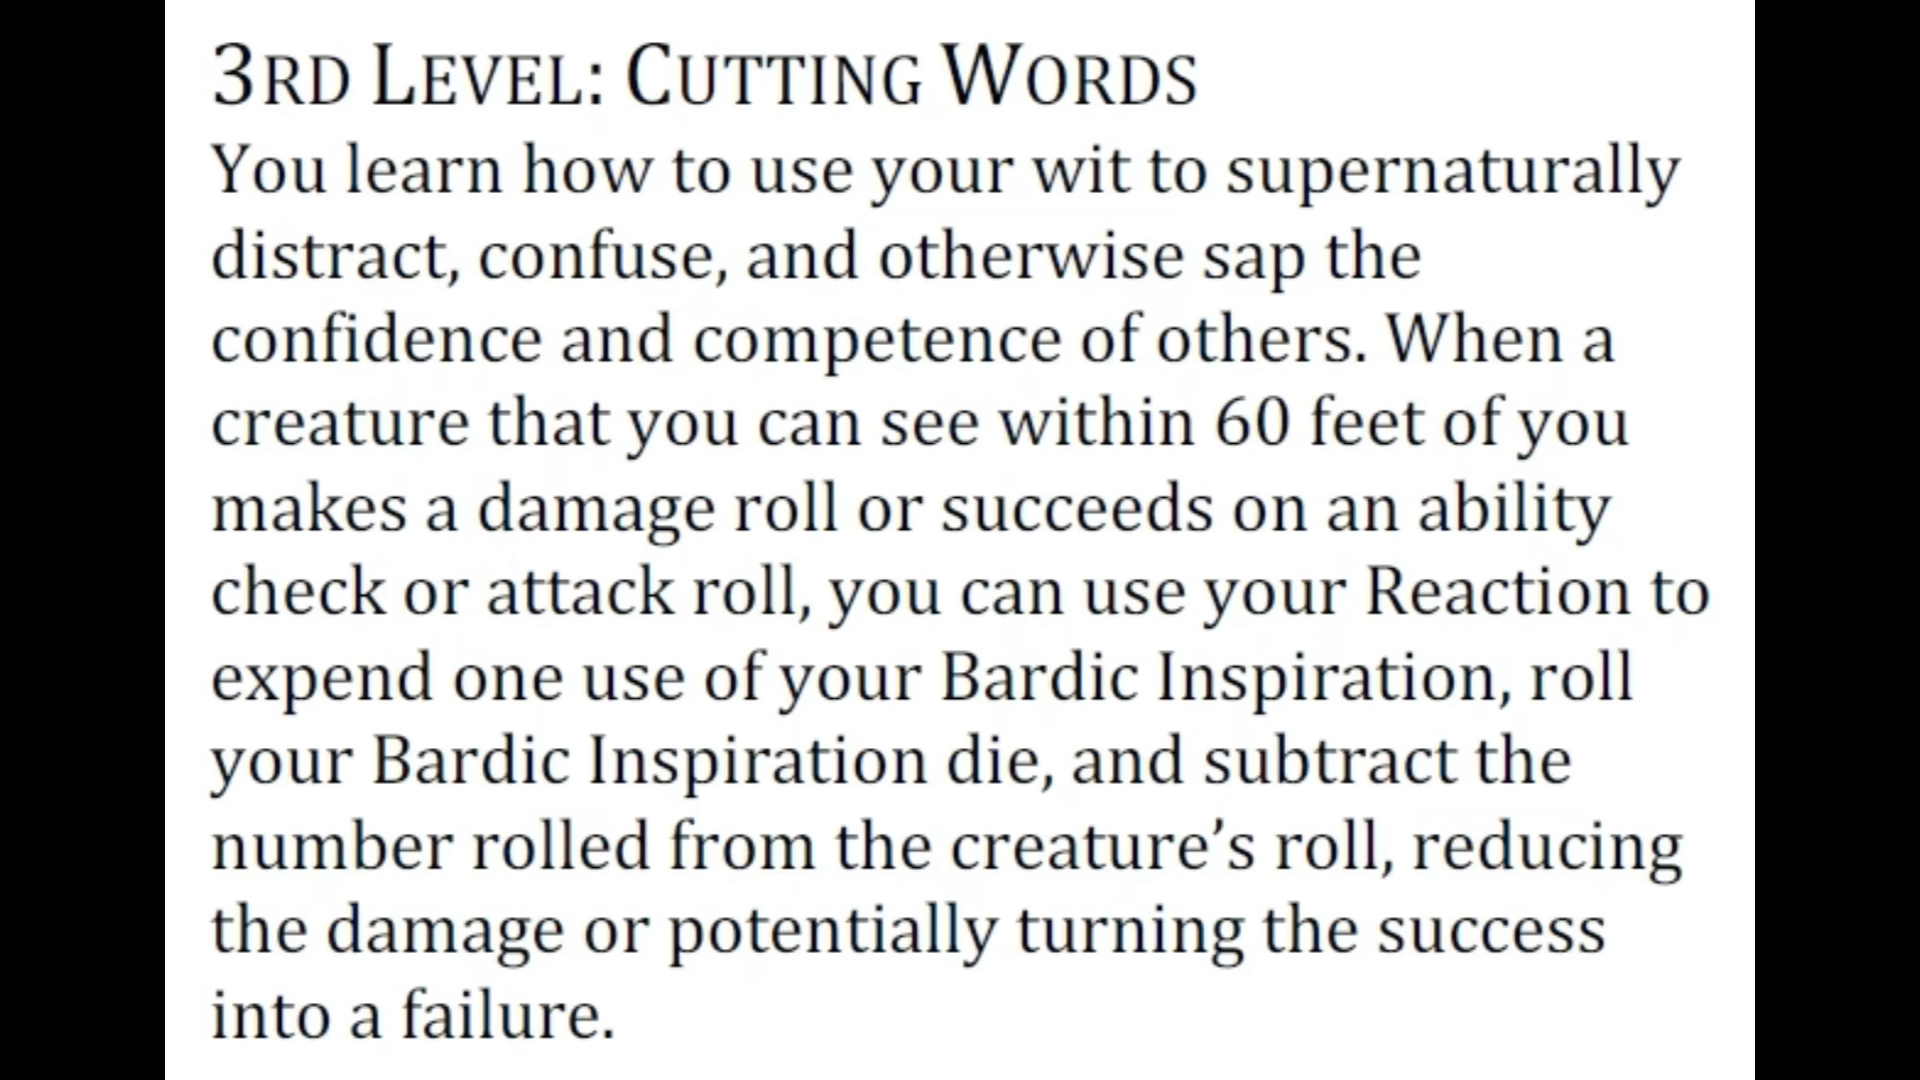 3RD LEVEL: CUTTING WORDS
You learn how to use your wit to supernaturally
distract, confuse, and otherwise sap the
confidence and competence of others. When a
creature that you can see within 60 feet of you
makes a damage roll or succeeds on an ability
check or attack roll, you can use your Reaction to
expend one use of your Bardic Inspiration, roll
your Bardic Inspiration die, and subtract the
number rolled from the creature’s roll, reducing
the damage or potentially turning the success
into a failure.